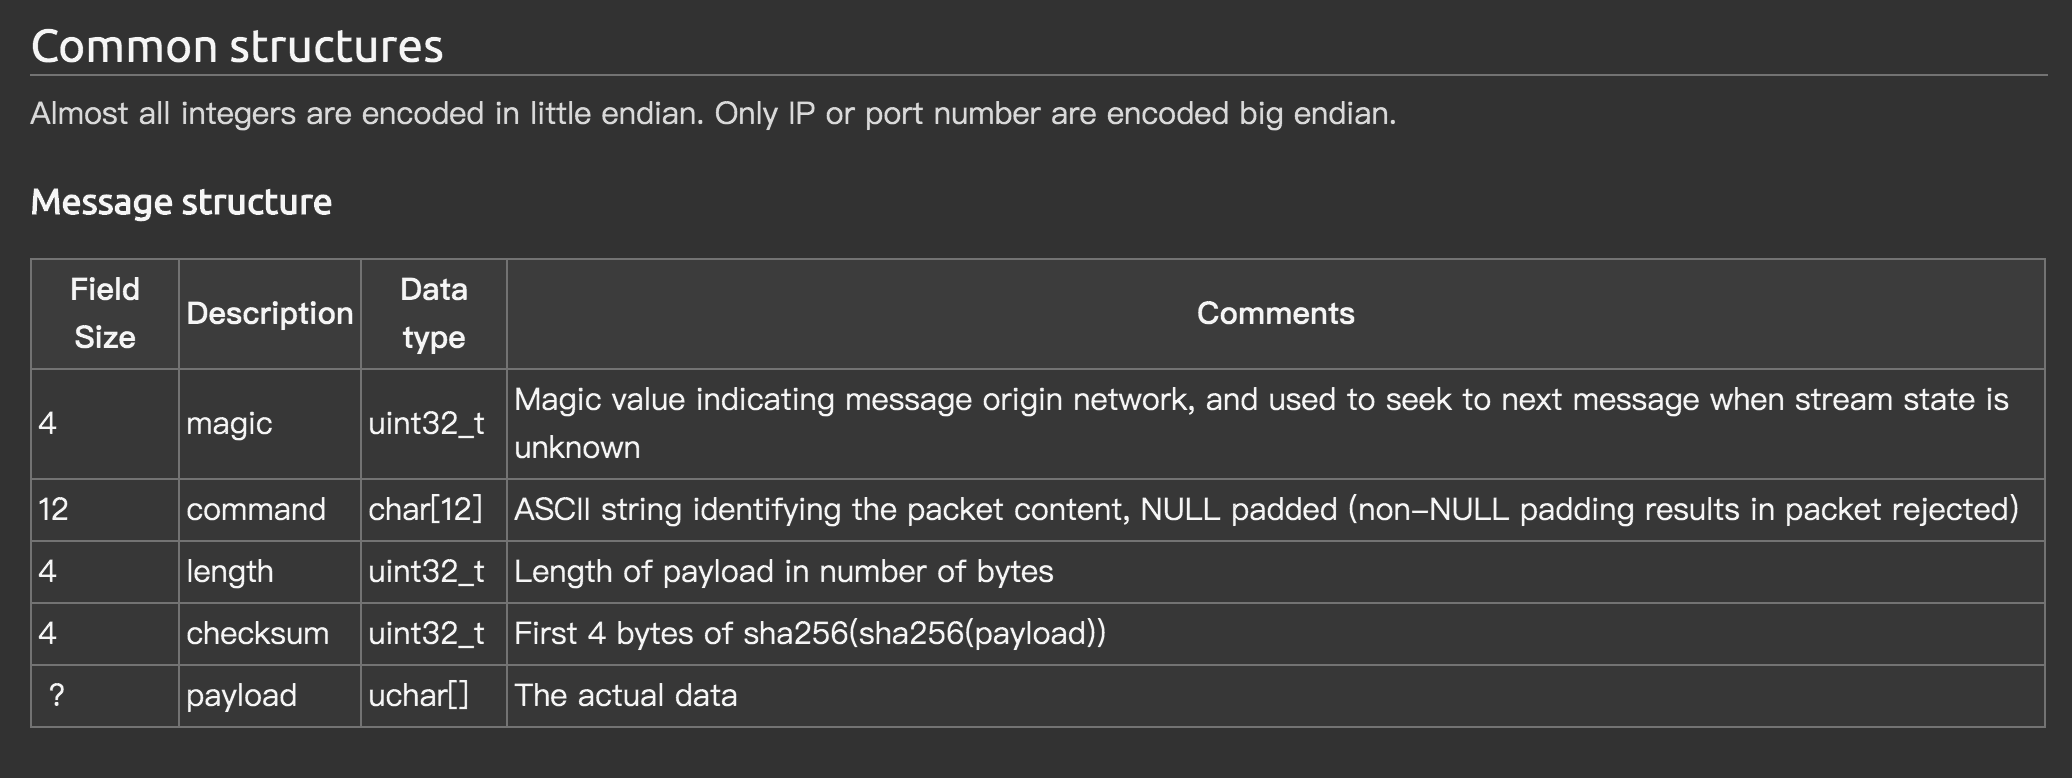 Common structures
Almost all integers are encoded in little endian. Only IP or port number are encoded big endian.
Message structure
Field Size Description Data type Comments
4 magic uint32_t Magic value indicating message origin network, and used to seek to next message when stream state is unknown
12 command char[12] ASCII string identifying the packet content, NULL padded (non-NULL padding results in packet rejected)
4 length uint32_t Length of payload in number of bytes
4 checksum uint32_t First 4 bytes of sha256(sha256(payload))
? payload uchar[] The actual data